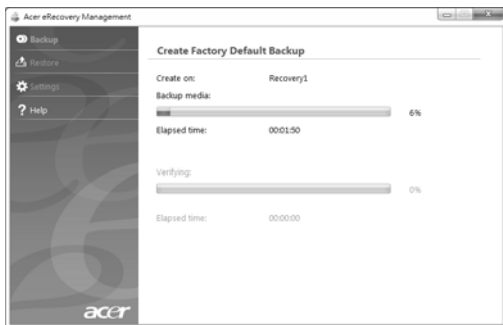 Acer eRecovery Management
Backup
Restore
Settings
? Help
Create Factory Default Backup
Create on: Recovery1
Backup media:
6%
Elapsed time: 00:01:50
Verifying:
0%
Elapsed time: 00:00:00
acer